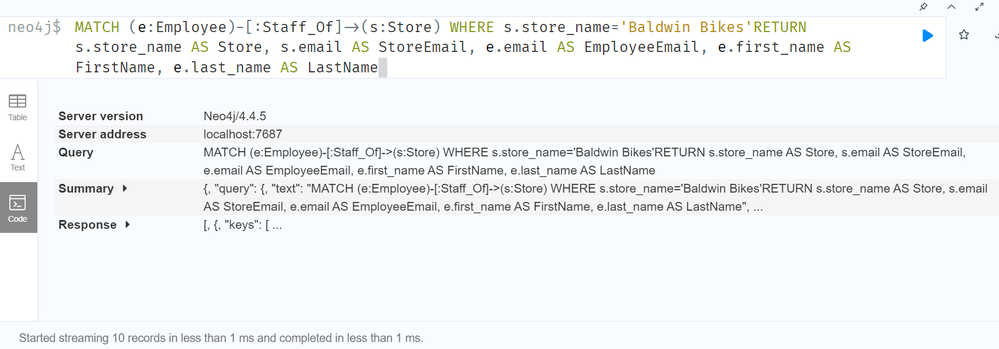 neo4j$ MATCH (e:Employee)-[:Staff_Of]->(s:Store) WHERE s.store_name='Baldwin Bikes'RETURN
s.store_name AS Store, s.email AS StoreEmail, e.email AS EmployeeEmail, e.first_name AS
FirstName, e.last_name AS LastName
Table
Text
Code
Server version Neo4j/4.4.5
Server address localhost:7687
Query MATCH (e:Employee)-[:Staff_Of]->(s:Store) WHERE s.store_name='Baldwin Bikes'RETURN s.store_name AS Store, s.email AS StoreEmail,
e.email AS EmployeeEmail, e.first_name AS FirstName, e.last_name AS LastName
Summary {, "query": {, "text": "MATCH (e:Employee)-[:Staff_Of]->(s:Store) WHERE s.store_name='Baldwin Bikes'RETURN s.store_name AS Store, s.email
AS StoreEmail, e.email AS EmployeeEmail, e.first_name AS FirstName, e.last_name AS LastName", ...
Response [, {, "keys": [ ...
Started streaming 10 records in less than 1 ms and completed in less than 1 ms.